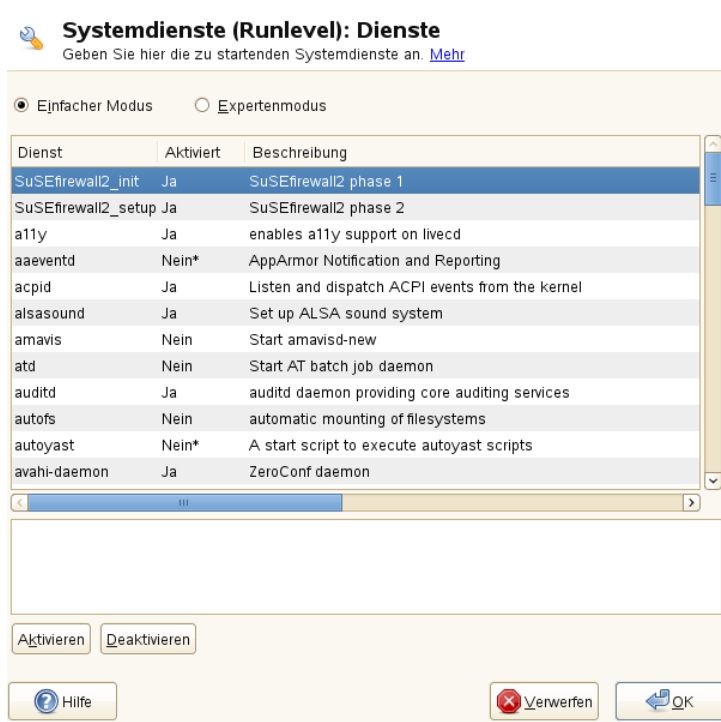 Systemdienste (Runlevel): Dienste
Geben Sie hier die zu startenden Systemdienste an. Mehr
Einfacher Modus Expertenmodus
Dienst Aktiviert Beschreibung
SuSEfirewall2_init Ja SuSEfirewall2 phase 1
SuSEfirewall2_setup Ja SuSEfirewall2 phase 2
a11y Ja enables a11y support on livecd
aaeventd Nein* AppArmor Notification and Reporting
acpid Ja Listen and dispatch ACPI events from the kernel
alsasound Ja Set up ALSA sound system
amavis Nein Start amavisd-new
atd Nein Start AT batch job daemon
auditd Ja auditd daemon providing core auditing services
autofs Nein automatic mounting of filesystems
autoyast Nein* A start script to execute autoyast scripts
avahi-daemon Ja ZeroConf daemon
Aktivieren Deaktivieren
Hilfe Verwerfen OK